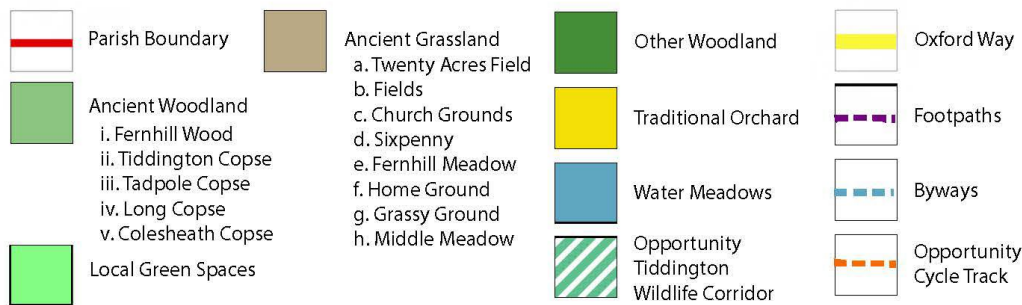 Parish Boundary
Ancient Woodland
i. Fernhill Wood
ii. Tiddington Copse
iii. Tadpole Copse
iv. Long Copse
v. Colesheath Copse
Local Green Spaces
Ancient Grassland
a. Twenty Acres Field
b. Fields
c. Church Grounds
d. Sixpenny
e. Fernhill Meadow
f. Home Ground
g. Grassy Ground
h. Middle Meadow
Other Woodland
Traditional Orchard
Water Meadows
Opportunity
Tiddington
Wildlife Corridor
Oxford Way
Footpaths
Byways
Opportunity
Cycle Track